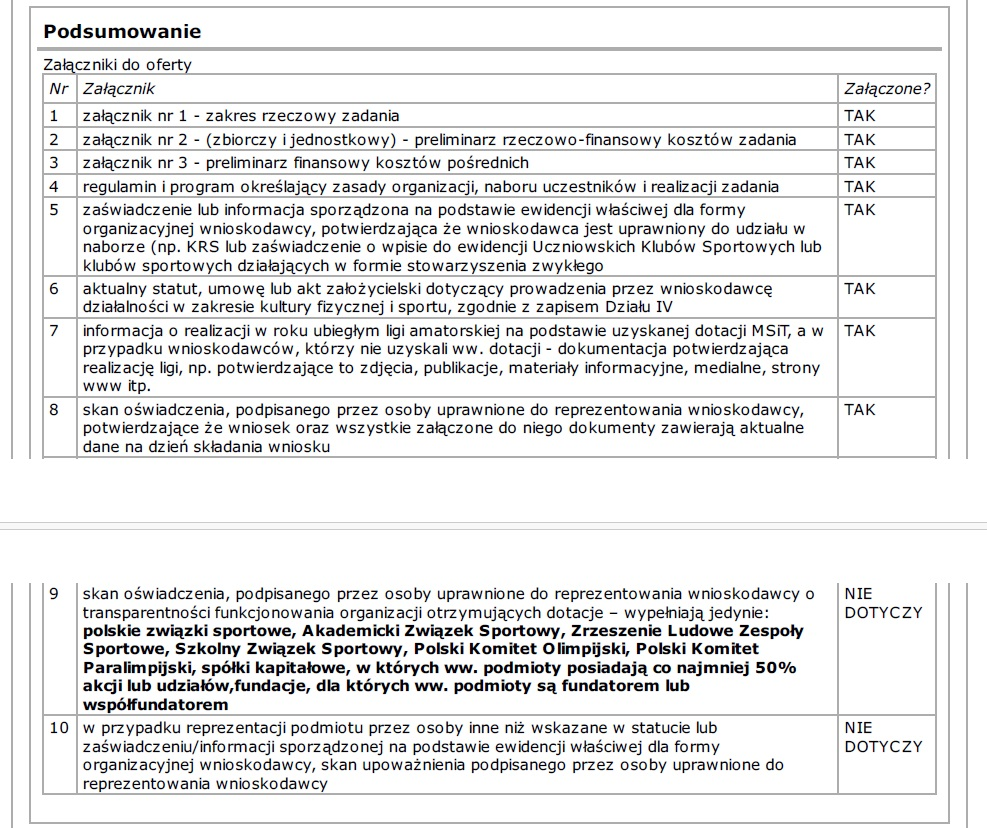 Podsumowanie
Załączniki do oferty
Nr Załącznik Załączone?
1 załącznik nr 1 - zakres rzeczowy zadania TAK
2 załącznik nr 2 - (zbiorczy i jednostkowy) - preliminarz rzeczowo-finansowy kosztów zadania TAK
3 załącznik nr 3 - preliminarz finansowy kosztów pośrednich TAK
4 regulamin i program określający zasady organizacji, naboru uczestników i realizacji zadania TAK
5 zaświadczenie lub informacja sporządzona na podstawie ewidencji właściwej dla formy TAK
organizacyjnej wnioskodawcy, potwierdzająca że wnioskodawca jest uprawniony do udziału w
naborze (np. KRS lub zaświadczenie o wpisie do ewidencji Uczniowskich Klubów Sportowych lub
klubów sportowych działających w formie stowarzyszenia zwykłego
6 aktualny statut, umowę lub akt założycielski dotyczący prowadzenia przez wnioskodawcę TAK
działalności w zakresie kultury fizycznej i sportu, zgodnie z zapisem Działu IV
7 informacja o realizacji w roku ubiegłym ligi amatorskiej na podstawie uzyskanej dotacji MSiT, a w TAK
przypadku wnioskodawców, którzy nie uzyskali ww. dotacji - dokumentacja potwierdzająca
realizację ligi, np. potwierdzające to zdjęcia, publikacje, materiały informacyjne, medialne, strony
www itp.
8 skan oświadczenia, podpisanego przez osoby uprawnione do reprezentowania wnioskodawcy, TAK
potwierdzające że wniosek oraz wszystkie załączone do niego dokumenty zawierają aktualne
dane na dzień składania wniosku
9 skan oświadczenia, podpisanego przez osoby uprawnione do reprezentowania wnioskodawcy o NIE
transparentności funkcjonowania organizacji otrzymujących dotacje – wypełniają jedynie: DOTYCZY
polskie związki sportowe, Akademicki Związek Sportowy, Zrzeszenie Ludowe Zespoły
Sportowe, Szkolny Związek Sportowy, Polski Komitet Olimpijski, Polski Komitet
Paralimpijski, spółki kapitałowe, w których ww. podmioty posiadają co najmniej 50%
akcji lub udziałów,fundacje, dla których ww. podmioty są fundatorem lub
współfundatorem
10 w przypadku reprezentacji podmiotu przez osoby inne niż wskazane w statucie lub NIE
zaświadczeniu/informacji sporządzonej na podstawie ewidencji właściwej dla formy DOTYCZY
organizacyjnej wnioskodawcy, skan upoważnienia podpisanego przez osoby uprawnione do
reprezentowania wnioskodawcy